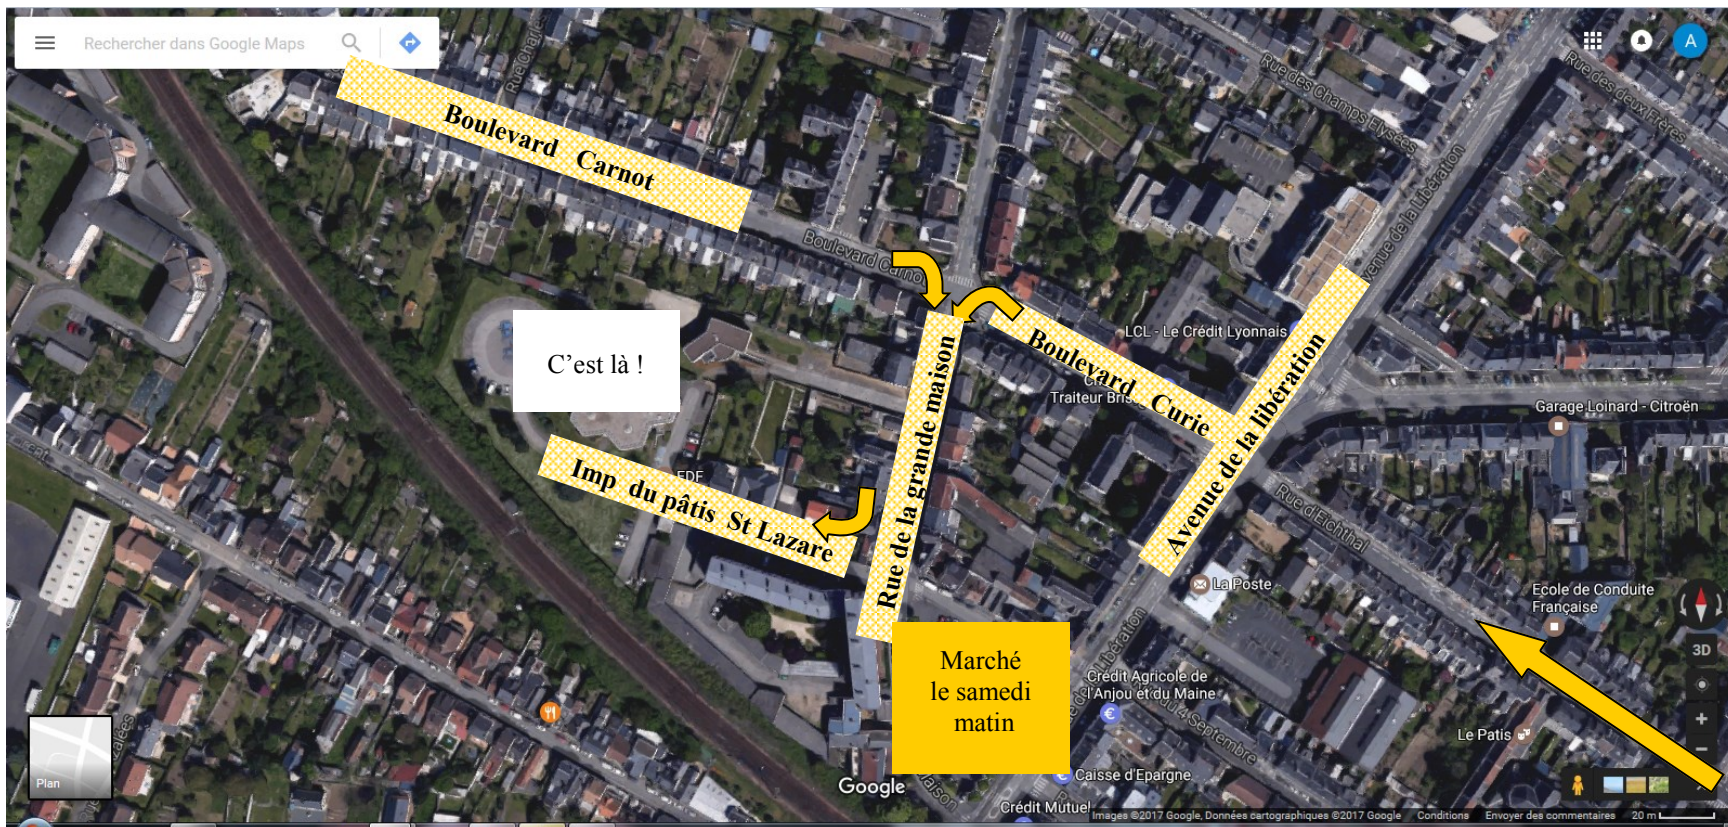 Rechercher dans Google Maps
A
Rue Charles
Rue des Champs Elysées
Rue des deux Frères
Boulevard Carnot
Boulevard Carnot
Avenue de la Libération
LCL - Le Crédit Lyonnais
C'est là !
Boulevard Curie
Traiteur Bris
Avenue de la libération
Rue de la grande maison
Garage Loinard - Citroën
EDF
Imp du pâtis St Lazare
Rue d'Eichthal
La Poste
Ecole de Conduite
Française
3D
Marché
le samedi
matin
Libération
Crédit Agricole de
l'Anjou et du Maine
du 4 Septembre
Le Patis
Plan
Google
Caisse d'Epargne
Crédit Mutuel
Images ©2017 Google, Données cartographiques ©2017 Google Conditions Envoyer des commentaires 20 m